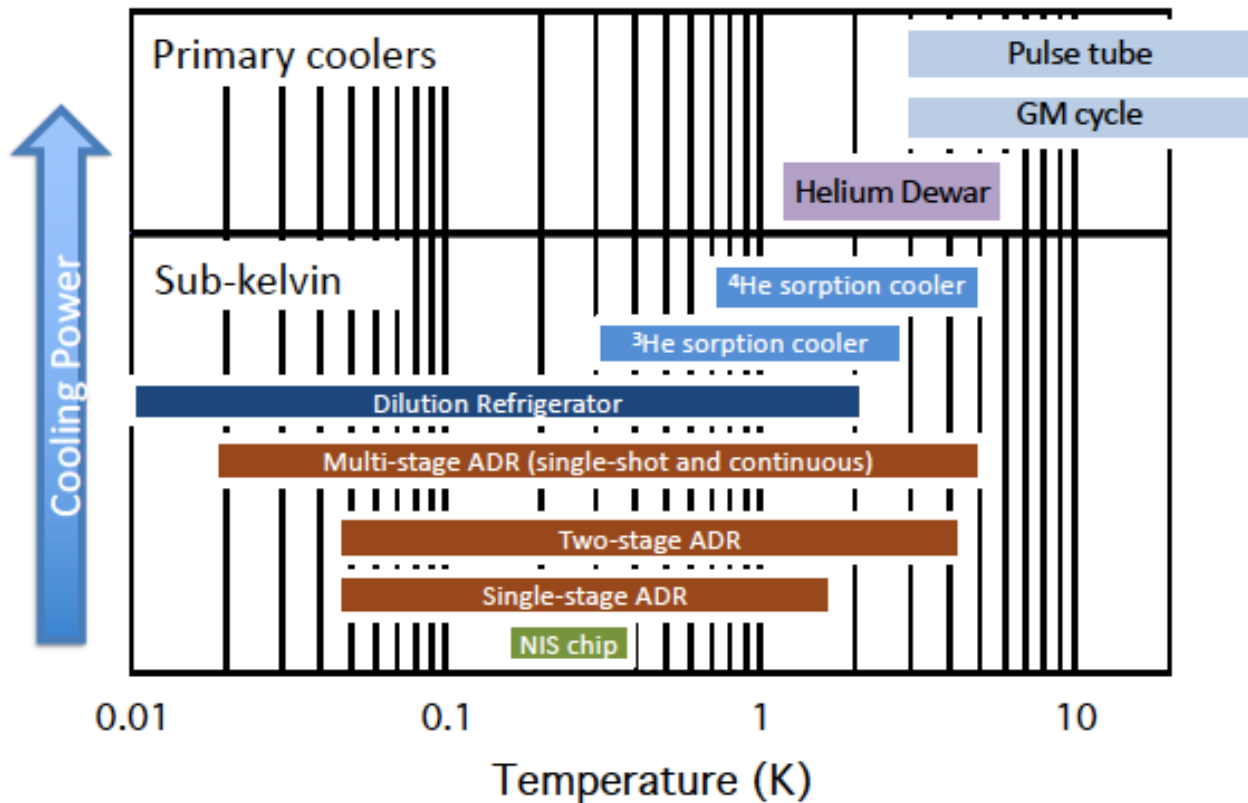 Primary coolers
Pulse tube
GM cycle
Helium Dewar
Cooling Power
Sub-kelvin
⁴He sorption cooler
³He sorption cooler
Dilution Refrigerator
Multi-stage ADR (single-shot and continuous)
Two-stage ADR
Single-stage ADR
NIS chip
0.01 0.1 1 10
Temperature (K)